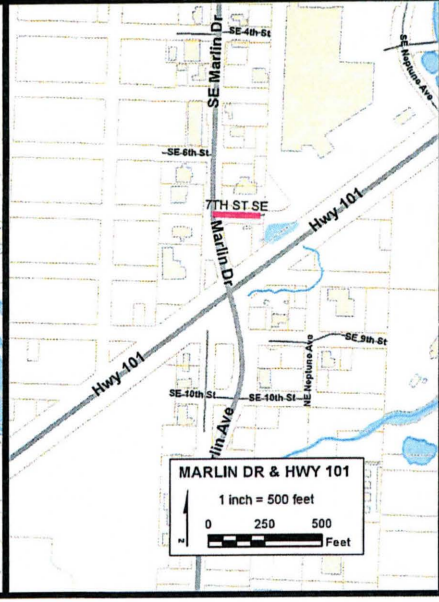 SE 4th St
SE Marlin Dr
SE Neptune Ave
SE 6th St
7TH ST SE
Hwy 101
Marlin Dr
SE 9th St
NE Neptune Ave
Hwy 101
SE 10th St
SE 10th St
rlin Ave
MARLIN DR & HWY 101
1 inch = 500 feet
0 250 500
Feet
z